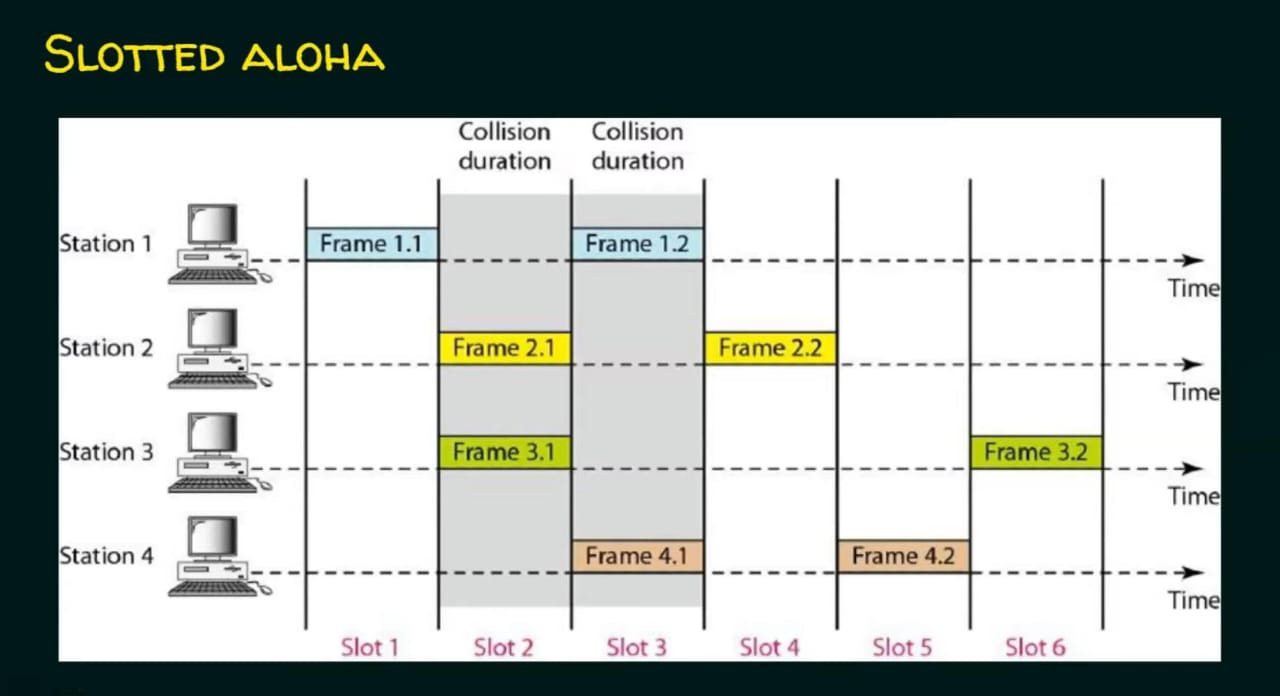 SLOTTED ALOHA
Collision duration
Collision duration
Station 1
Frame 1.1
Frame 1.2
Time
Station 2
Frame 2.1
Frame 2.2
Time
Station 3
Frame 3.1
Frame 3.2
Time
Station 4
Frame 4.1
Frame 4.2
Time
Slot 1
Slot 2
Slot 3
Slot 4
Slot 5
Slot 6